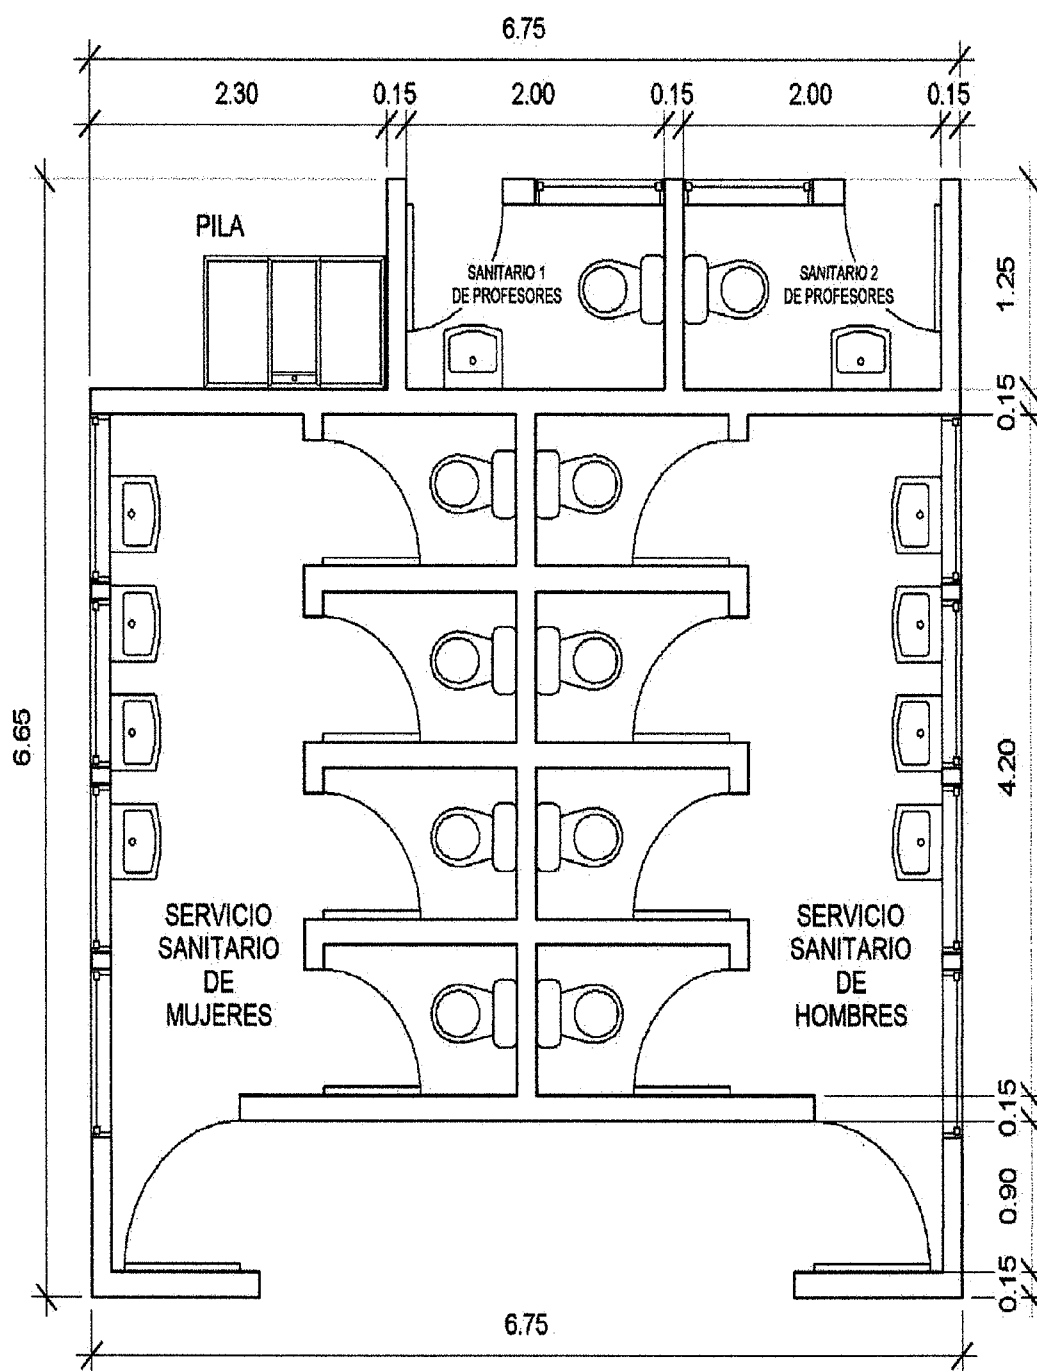 6.75
2.30 0.15 2.00 0.15 2.00 0.15
PILA
SANITARIO 1
DE PROFESORES
SANITARIO 2
DE PROFESORES
1.25
0.15
6.65
4.20
SERVICIO
SANITARIO
DE
MUJERES
SERVICIO
SANITARIO
DE
HOMBRES
0.15
0.90
0.15
6.75